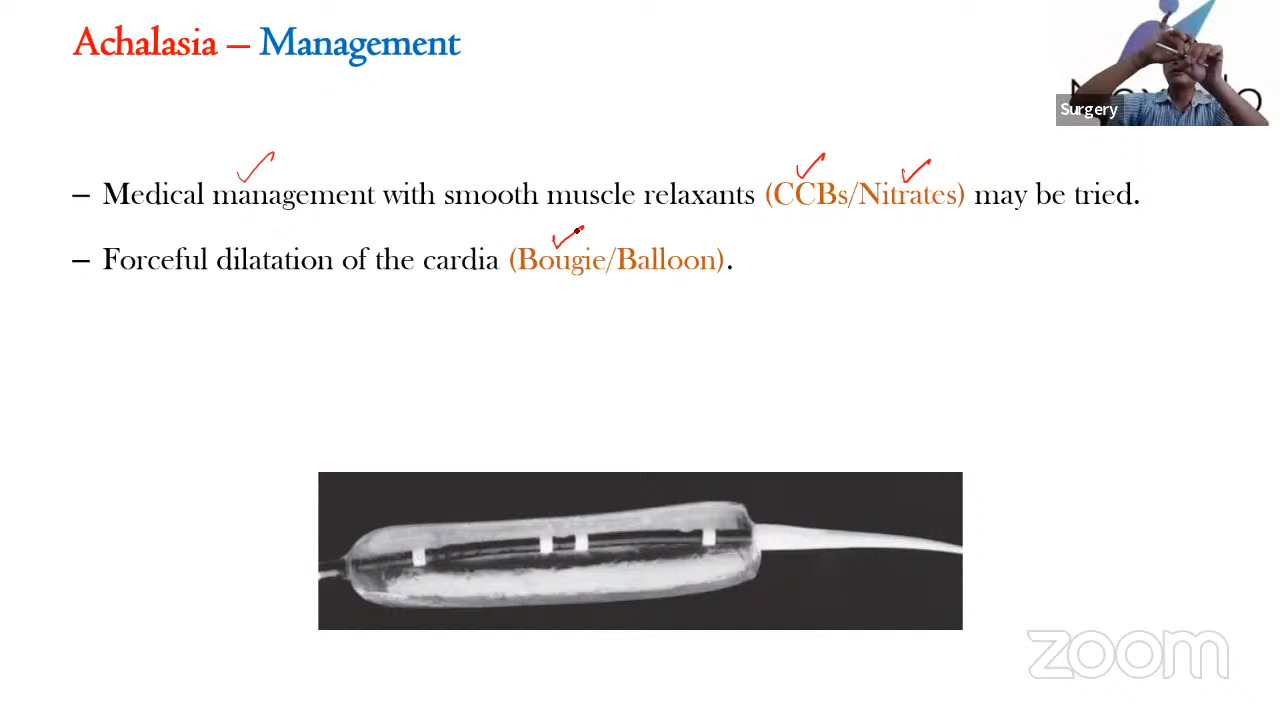 Achalasia – Management
Surgery
– Medical management with smooth muscle relaxants (CCBs/Nitrates) may be tried.
– Forceful dilatation of the cardia (Bougie/Balloon).
zoom